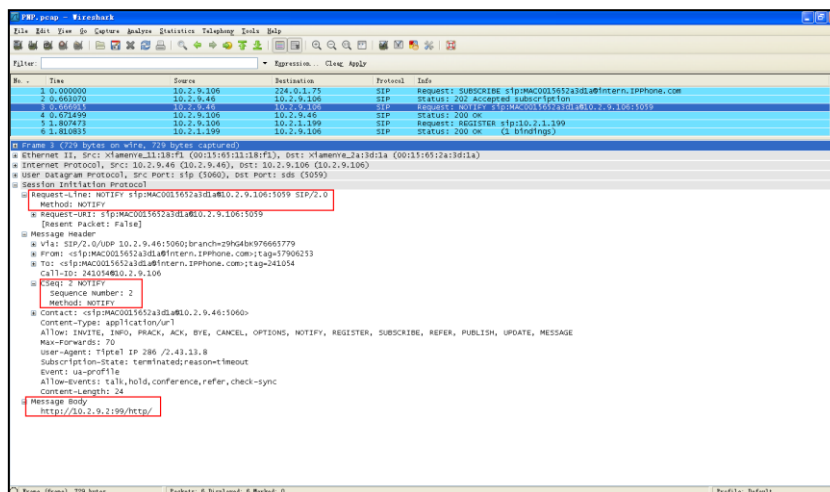 PNP.pcap - Wireshark
File Edit View Go Capture Analyze Statistics Telephony Tools Help
Filter: Expression... Clear Apply
No. . Time Source Destination Protocol Info
1 0.000000 10.2.9.106 224.0.1.75 SIP Request: SUBSCRIBE sip:MAC0015652a3d1a@intern.IPPhone.com
2 0.663070 10.2.9.46 10.2.9.106 SIP Status: 202 Accepted subscription
3 0.666915 10.2.9.46 10.2.9.106 SIP Request: NOTIFY sip:MAC0015652a3d1a@10.2.9.106:5059
4 0.671499 10.2.9.106 10.2.9.46 SIP Status: 200 OK
5 1.807473 10.2.9.106 10.2.1.199 SIP Request: REGISTER sip:10.2.1.199
6 1.810835 10.2.1.199 10.2.9.106 SIP Status: 200 OK (1 bindings)
Frame 3 (729 bytes on wire, 729 bytes captured)
Ethernet II, Src: XiamenYe_11:18:f1 (00:15:65:11:18:f1), Dst: XiamenYe_2a:3d:1a (00:15:65:2a:3d:1a)
Internet Protocol, Src: 10.2.9.46 (10.2.9.46), Dst: 10.2.9.106 (10.2.9.106)
User Datagram Protocol, Src Port: sip (5060), Dst Port: sds (5059)
Session Initiation Protocol
Request-Line: NOTIFY sip:MAC0015652a3d1a@10.2.9.106:5059 SIP/2.0
Method: NOTIFY
Request-URI: sip:MAC0015652a3d1a@10.2.9.106:5059
[Resent Packet: False]
Message Header
Via: SIP/2.0/UDP 10.2.9.46:5060;branch=z9hG4bK976665779
From: <sip:MAC0015652a3d1a@intern.IPPhone.com>;tag=57906253
To: <sip:MAC0015652a3d1a@intern.IPPhone.com>;tag=241054
Call-ID: 241054@10.2.9.106
CSeq: 2 NOTIFY
Sequence Number: 2
Method: NOTIFY
Contact: <sip:MAC0015652a3d1a@10.2.9.46:5060>
Content-Type: application/url
Allow: INVITE, INFO, PRACK, ACK, BYE, CANCEL, OPTIONS, NOTIFY, REGISTER, SUBSCRIBE, REFER, PUBLISH, UPDATE, MESSAGE
Max-Forwards: 70
User-Agent: Tiptel IP 286 /2.43.13.8
Subscription-State: terminated;reason=timeout
Event: ua-profile
Allow-Events: talk,hold,conference,refer,check-sync
Content-Length: 24
Message Body
http://10.2.9.2:99/http/
Frame (frame), 729 bytes Packets: 6 Displayed: 6 Marked: 0 Profile: Default